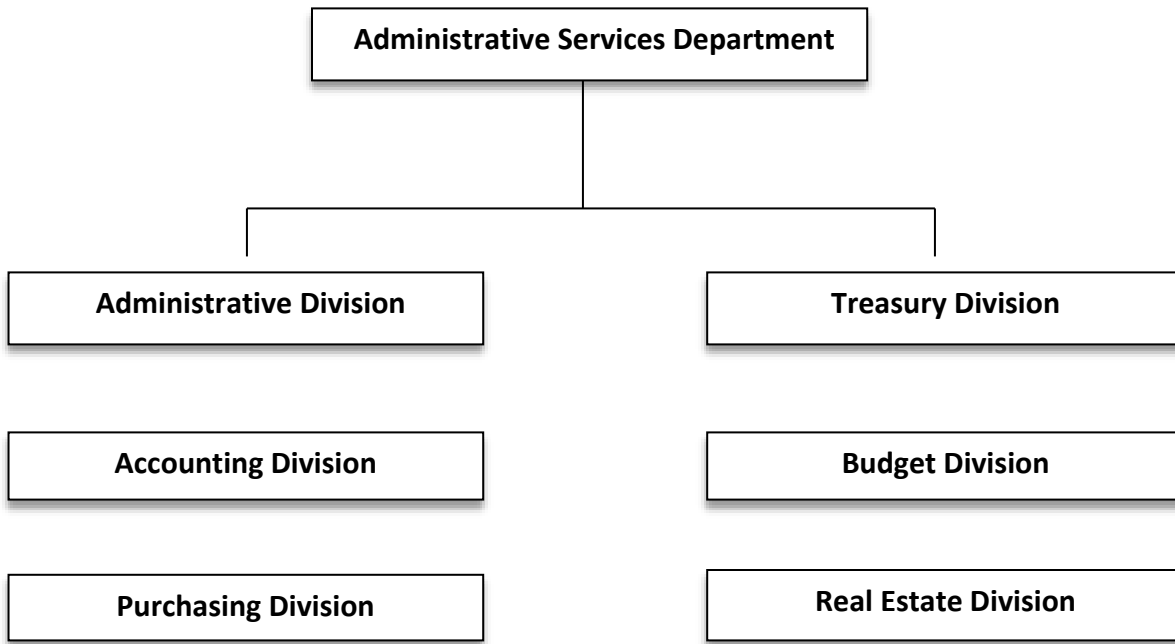 Administrative Services Department
Administrative Division
Treasury Division
Accounting Division
Budget Division
Purchasing Division
Real Estate Division